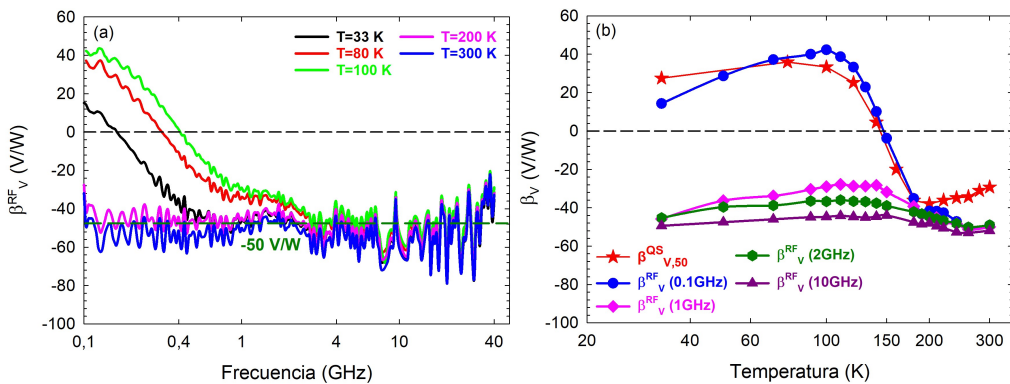 (a)
T=33 K
T=80 K
T=100 K
T=200 K
T=300 K
-50 V/W
β^RF_V (V/W)
60
40
20
0
-20
-40
-60
-80
-100
0,1
0,4
1
4
10
40
Frecuencia (GHz)
(b)
β^QS_V,50
β^RF_V (0.1GHz)
β^RF_V (1GHz)
β^RF_V (2GHz)
β^RF_V (10GHz)
β_V (V/W)
60
40
20
0
-20
-40
-60
-80
-100
20
40
60
80
100
150
200
300
Temperatura (K)